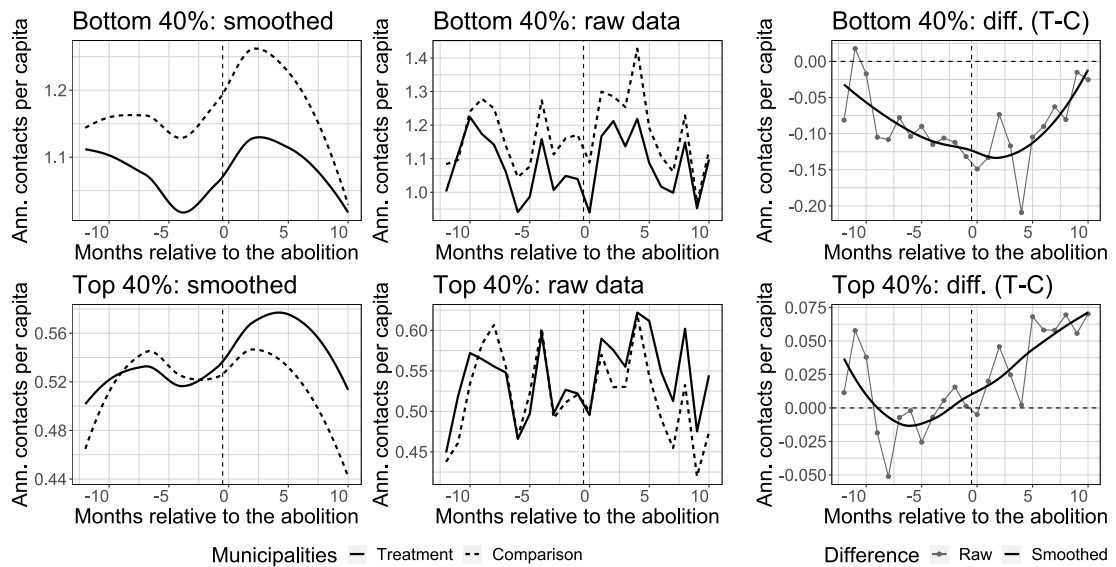 Bottom 40%: smoothed
Ann. contacts per capita
1.2
1.1
-10 -5 0 5 10
Months relative to the abolition
Bottom 40%: raw data
Ann. contacts per capita
1.4
1.3
1.2
1.1
1.0
-10 -5 0 5 10
Months relative to the abolition
Bottom 40%: diff. (T-C)
Ann. contacts per capita
0.00
-0.05
-0.10
-0.15
-0.20
-10 -5 0 5 10
Months relative to the abolition
Top 40%: smoothed
Ann. contacts per capita
0.56
0.52
0.48
0.44
-10 -5 0 5 10
Months relative to the abolition
Top 40%: raw data
Ann. contacts per capita
0.60
0.55
0.50
0.45
-10 -5 0 5 10
Months relative to the abolition
Top 40%: diff. (T-C)
Ann. contacts per capita
0.075
0.050
0.025
0.000
-0.025
-0.050
-10 -5 0 5 10
Months relative to the abolition
Municipalities Treatment Comparison
Difference Raw Smoothed